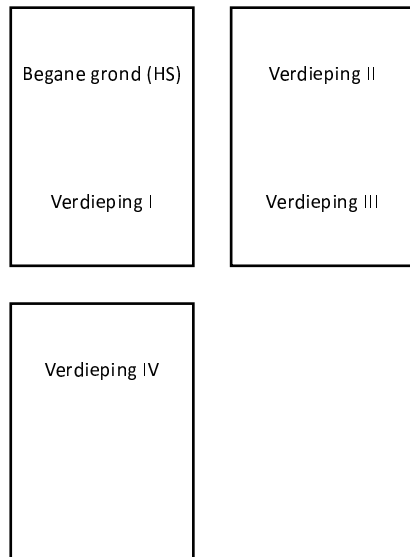 Begane grond (HS)
Verdieping I
Verdieping II
Verdieping III
Verdieping IV